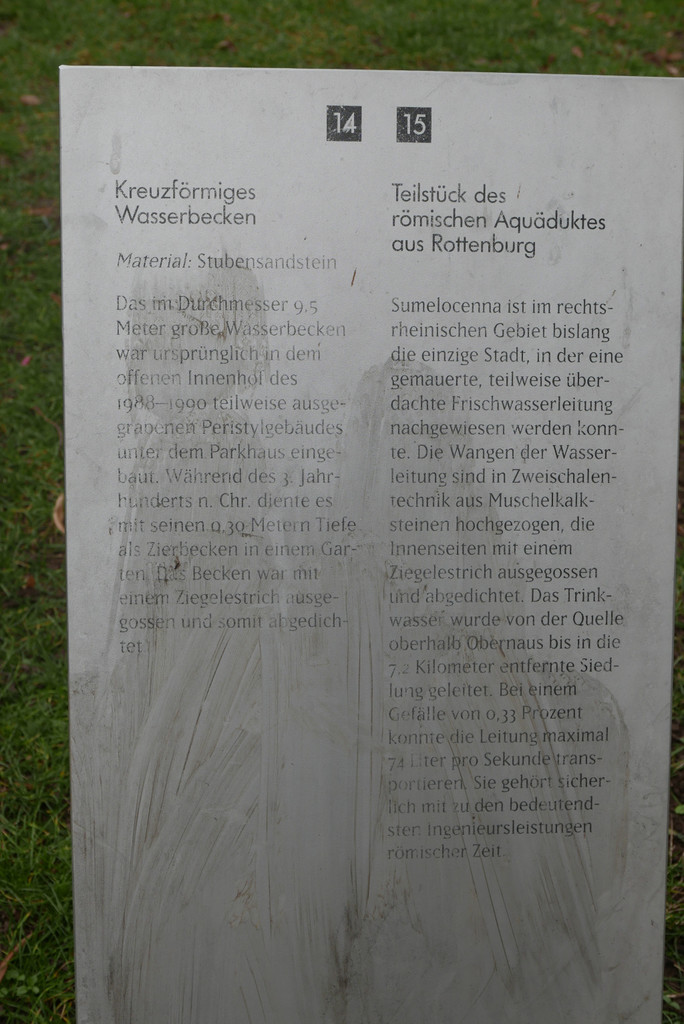 14 15
Kreuzförmiges
Wasserbecken
Material: Stubensandstein
Das im Durchmesser 9,5
Meter große Wasserbecken
war ursprünglich in dem
offenen Innenhof des
1988–1990 teilweise ausge-
grabenen Peristylgebäudes
unter dem Parkhaus einge-
baut. Während des 3. Jahr-
hunderts n. Chr. diente es
mit seinen 0,30 Metern Tiefe
als Zierbecken in einem Gar-
ten. Das Becken war mit
einem Ziegelestrich ausge-
gossen und somit abgedich-
tet.
Teilstück des
römischen Aquäduktes
aus Rottenburg
Sumelocenna ist im rechts-
rheinischen Gebiet bislang
die einzige Stadt, in der eine
gemauerte, teilweise über-
dachte Frischwasserleitung
nachgewiesen werden konn-
te. Die Wangen der Wasser-
leitung sind in Zweischalen-
technik aus Muschelkalk-
steinen hochgezogen, die
Innenseiten mit einem
Ziegelestrich ausgegossen
und abgedichtet. Das Trink-
wasser wurde von der Quelle
oberhalb Obernaus bis in die
7,2 Kilometer entfernte Sied-
lung geleitet. Bei einem
Gefälle von 0,33 Prozent
konnte die Leitung maximal
74 Liter pro Sekunde trans-
portieren. Sie gehört sicher-
lich mit zu den bedeutend-
sten Ingenieursleistungen
römischer Zeit.